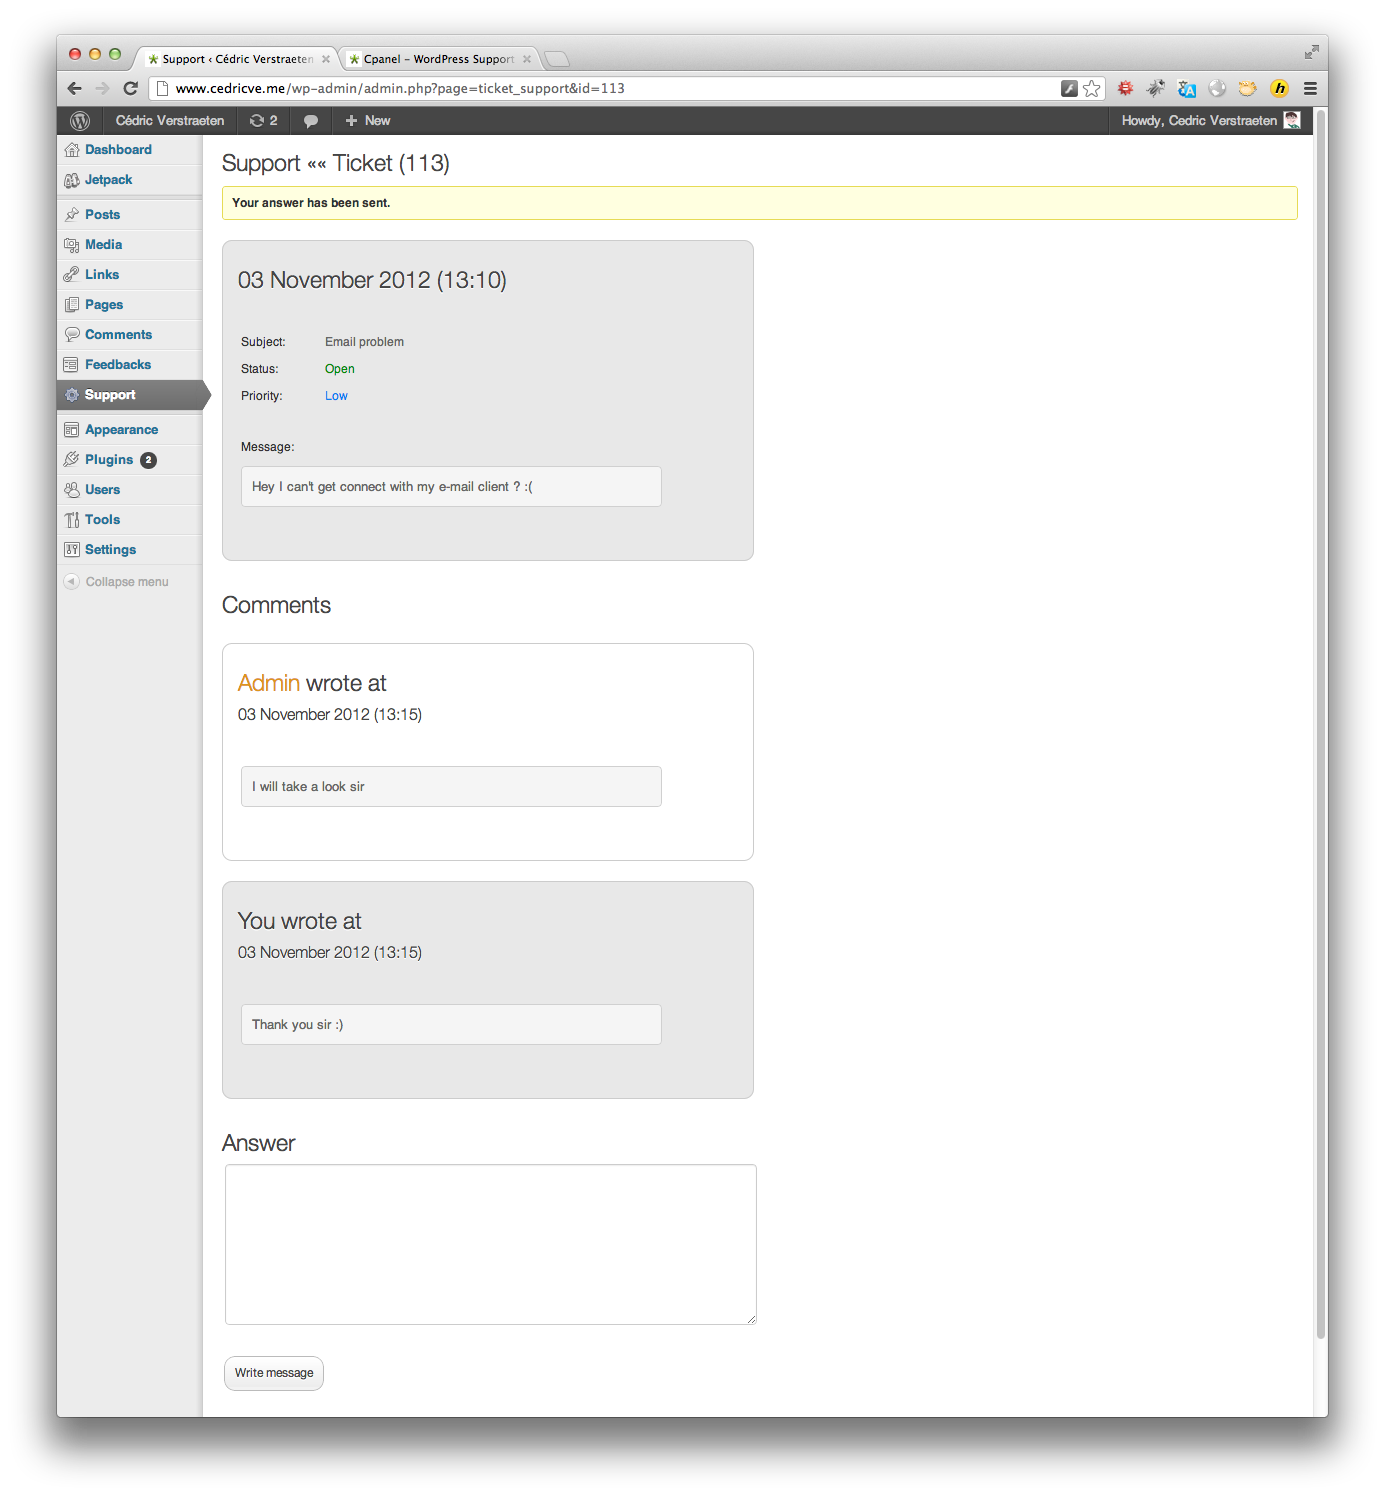 Support ‹ Cédric Verstraeten
Cpanel – WordPress Support
www.cedricve.me/wp-admin/admin.php?page=ticket_support&id=113
Cédric Verstraeten
2
New
Howdy, Cedric Verstraeten
Dashboard
Jetpack
Posts
Media
Links
Pages
Comments
Feedbacks
Support
Appearance
Plugins 2
Users
Tools
Settings
Collapse menu
Support «« Ticket (113)
Your answer has been sent.
03 November 2012 (13:10)
Subject: Email problem
Status: Open
Priority: Low
Message:
Hey I can't get connect with my e-mail client ? :(
Comments
Admin wrote at
03 November 2012 (13:15)
I will take a look sir
You wrote at
03 November 2012 (13:15)
Thank you sir :)
Answer
Write message